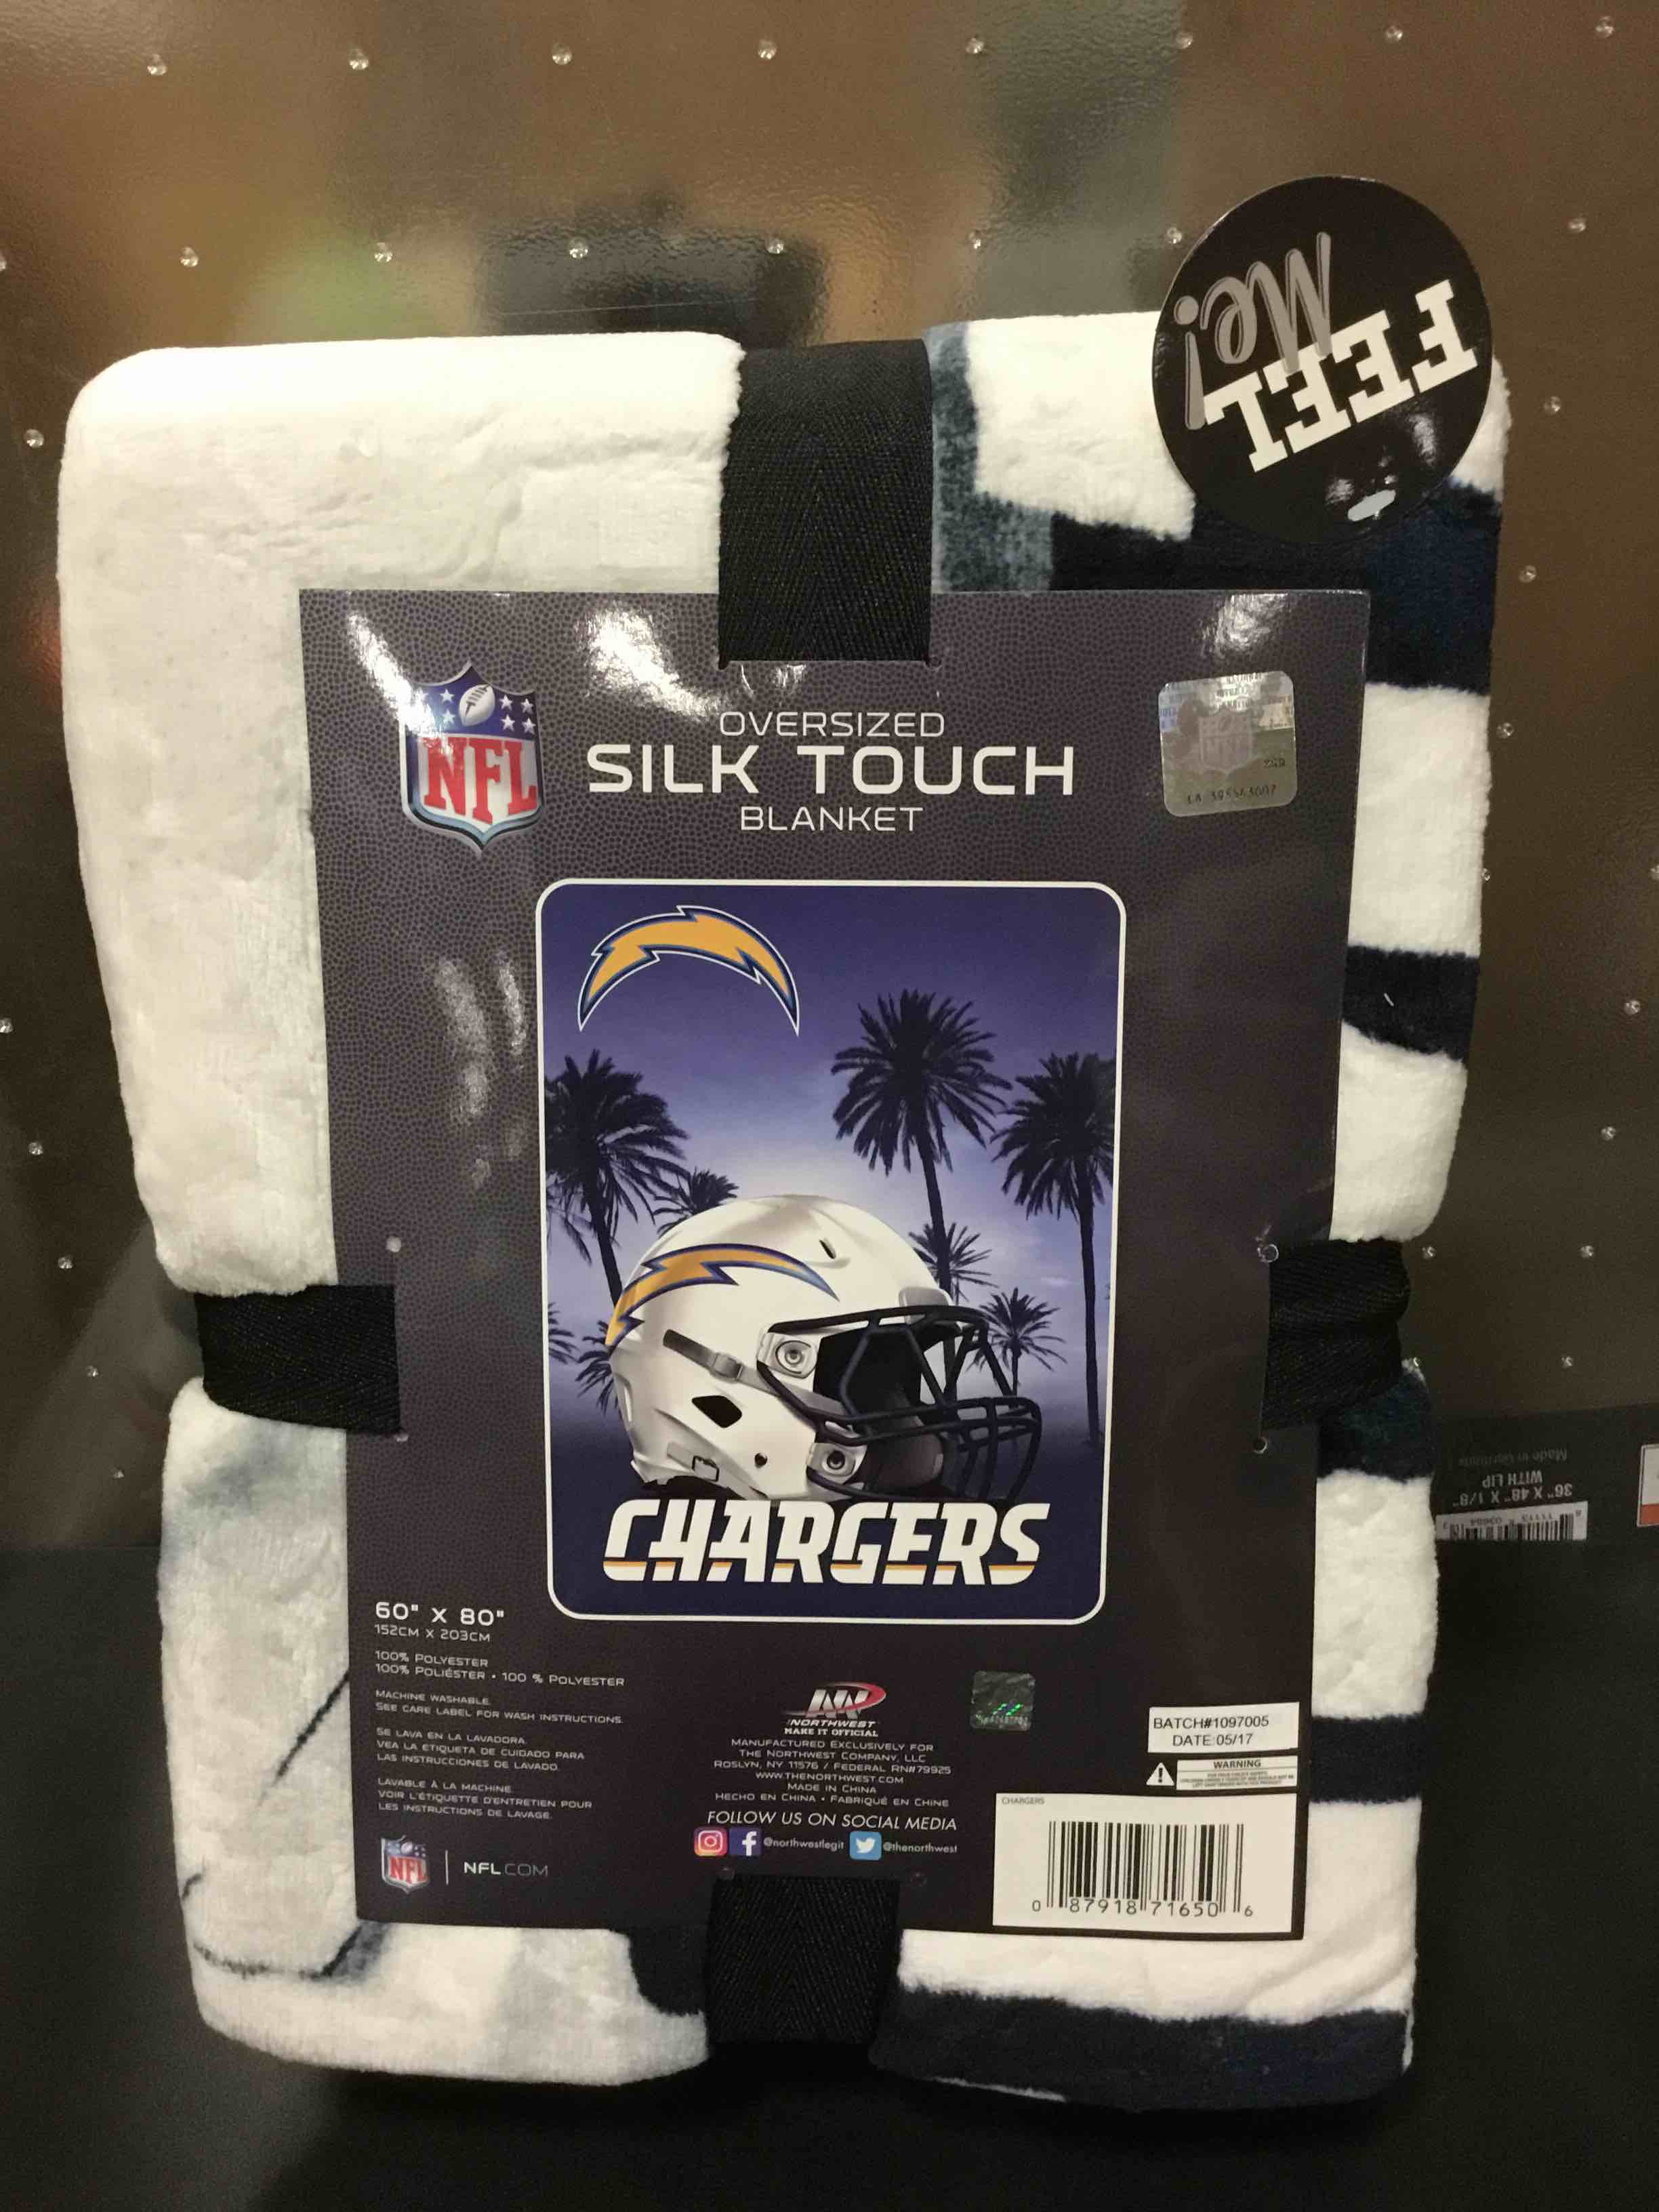 FEEL
Me!
NFL
OVERSIZED
SILK TOUCH
BLANKET
CHARGERS
60" X 80"
152CM X 203CM
100% POLYESTER
100% POLIÉSTER • 100 % POLYESTER
MACHINE WASHABLE.
SEE CARE LABEL FOR WASH INSTRUCTIONS.
SE LAVA EN LA LAVADORA.
VEA LA ETIQUETA DE CUIDADO PARA
LAS INSTRUCCIONES DE LAVADO.
LAVABLE À LA MACHINE.
VOIR L'ÉTIQUETTE D'ENTRETIEN POUR
LES INSTRUCTIONS DE LAVAGE.
NFL
NFL.COM
NORTHWEST
MAKE IT OFFICIAL
MANUFACTURED EXCLUSIVELY FOR
THE NORTHWEST COMPANY, LLC
ROSLYN, NY 11576 / FEDERAL RN#79925
WWW.THENORTHWEST.COM
MADE IN CHINA
HECHO EN CHINA • FABRIQUÉ EN CHINE
FOLLOW US ON SOCIAL MEDIA
@northwestlegit @thenorthwest
BATCH#1097005
DATE:05/17
WARNING
CHARGERS
0 87918 71650 6
36" X 48" X 1/8"
WITH LIP
Made in